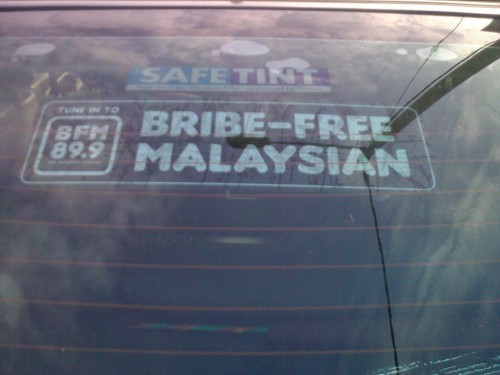 SAFETINT
TUNE IN TO
BFM
89.9
BRIBE-FREE
MALAYSIAN